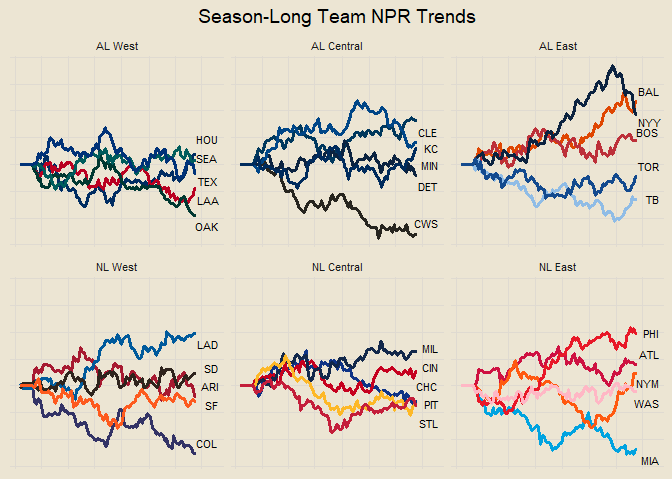 Season-Long Team NPR Trends
AL West
AL Central
AL East
HOU
SEA
TEX
LAA
OAK
CLE
KC
MIN
DET
CWS
BAL
NYY
BOS
TOR
TB
NL West
NL Central
NL East
LAD
SD
ARI
SF
COL
MIL
CIN
CHC
PIT
STL
PHI
ATL
NYM
WAS
MIA